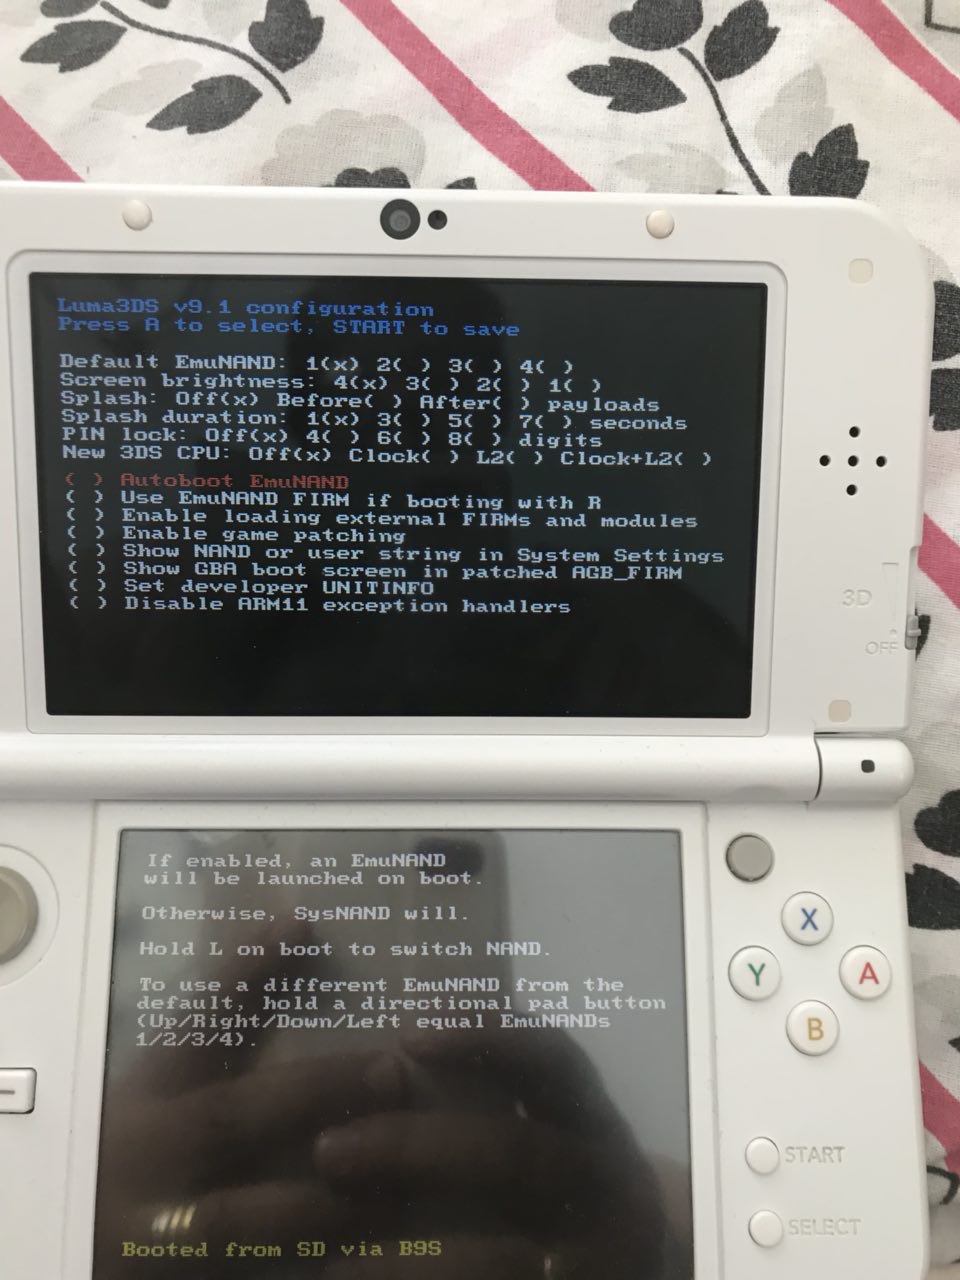 Luma3DS v9.1 configuration
Press A to select, START to save
Default EmuNAND: 1(x) 2( ) 3( ) 4( )
Screen brightness: 4(x) 3( ) 2( ) 1( )
Splash: Off(x) Before( ) After( ) payloads
Splash duration: 1(x) 3( ) 5( ) 7( ) seconds
PIN lock: Off(x) 4( ) 6( ) 8( ) digits
New 3DS CPU: Off(x) Clock( ) L2( ) Clock+L2( )
( ) Autoboot EmuNAND
( ) Use EmuNAND FIRM if booting with R
( ) Enable loading external FIRMs and modules
( ) Enable game patching
( ) Show NAND or user string in System Settings
( ) Show GBA boot screen in patched AGB_FIRM
( ) Set developer UNITINFO
( ) Disable ARM11 exception handlers
3D
OFF
If enabled, an EmuNAND
will be launched on boot.
Otherwise, SysNAND will.
Hold L on boot to switch NAND.
To use a different EmuNAND from the
default, hold a directional pad button
(Up/Right/Down/Left equal EmuNANDs
1/2/3/4).
Booted from SD via B9S
X
Y
A
B
START
SELECT